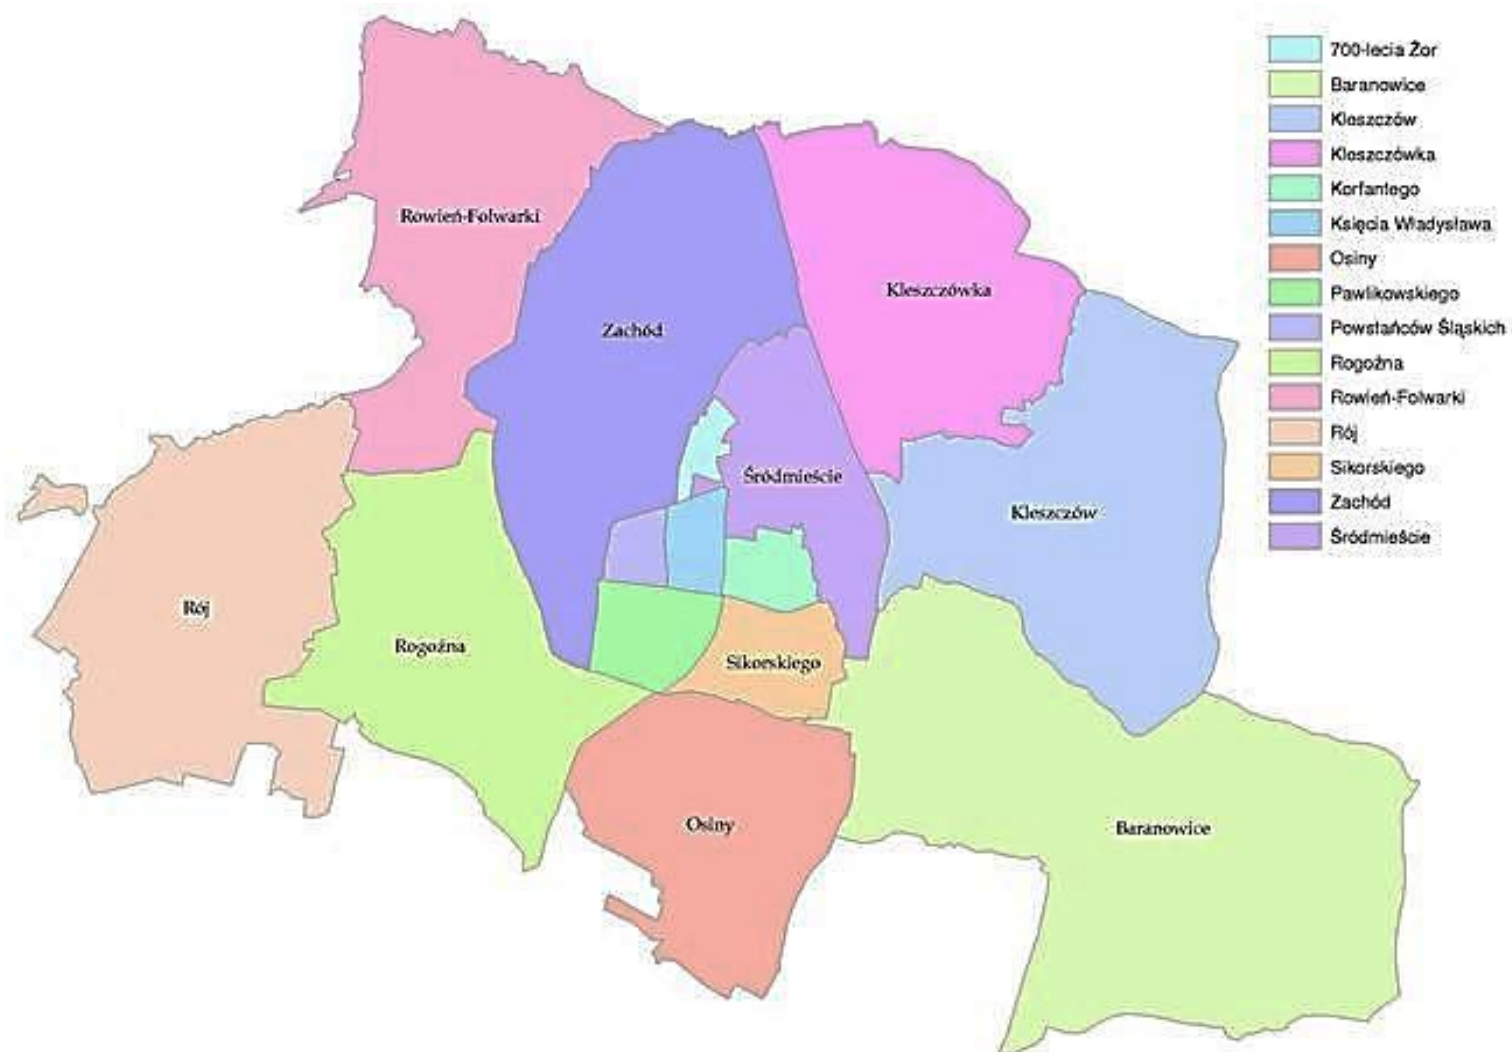 700-lecia Żor
Baranowice
Kleszczów
Kleszczówka
Korfantego
Księcia Władysława
Osiny
Pawlikowskiego
Powstańców Śląskich
Rogoźna
Rowień-Folwarki
Rój
Sikorskiego
Zachód
Śródmieście
Rowień-Folwarki
Kleszczówka
Zachód
Śródmieście
Kleszczów
Rój
Rogoźna
Sikorskiego
Osiny
Baranowice